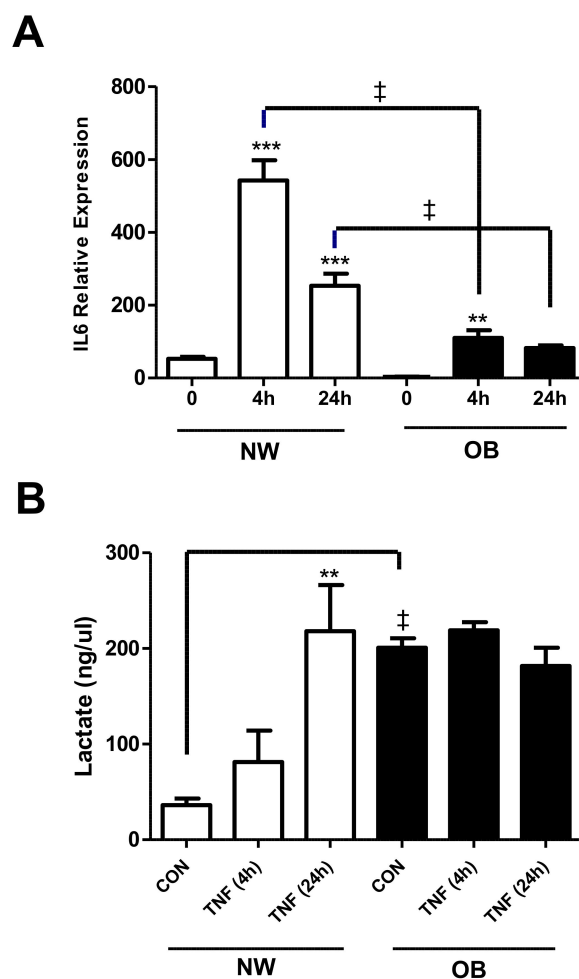 A
IL6 Relative Expression
800
600
400
200
0
‡
***
‡
***
**
0 4h 24h 0 4h 24h
NW OB
B
Lactate (ng/ul)
300
200
100
0
**
‡
CON TNF (4h) TNF (24h) CON TNF (4h) TNF (24h)
NW OB